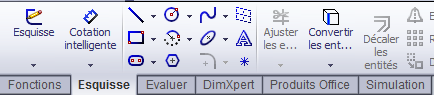 Esquisse
Cotation
intelligente
Ajuster
les e...
Convertir
les ent...
Décaler
les
entités
Fonctions
Esquisse
Evaluer
DimXpert
Produits Office
Simulation